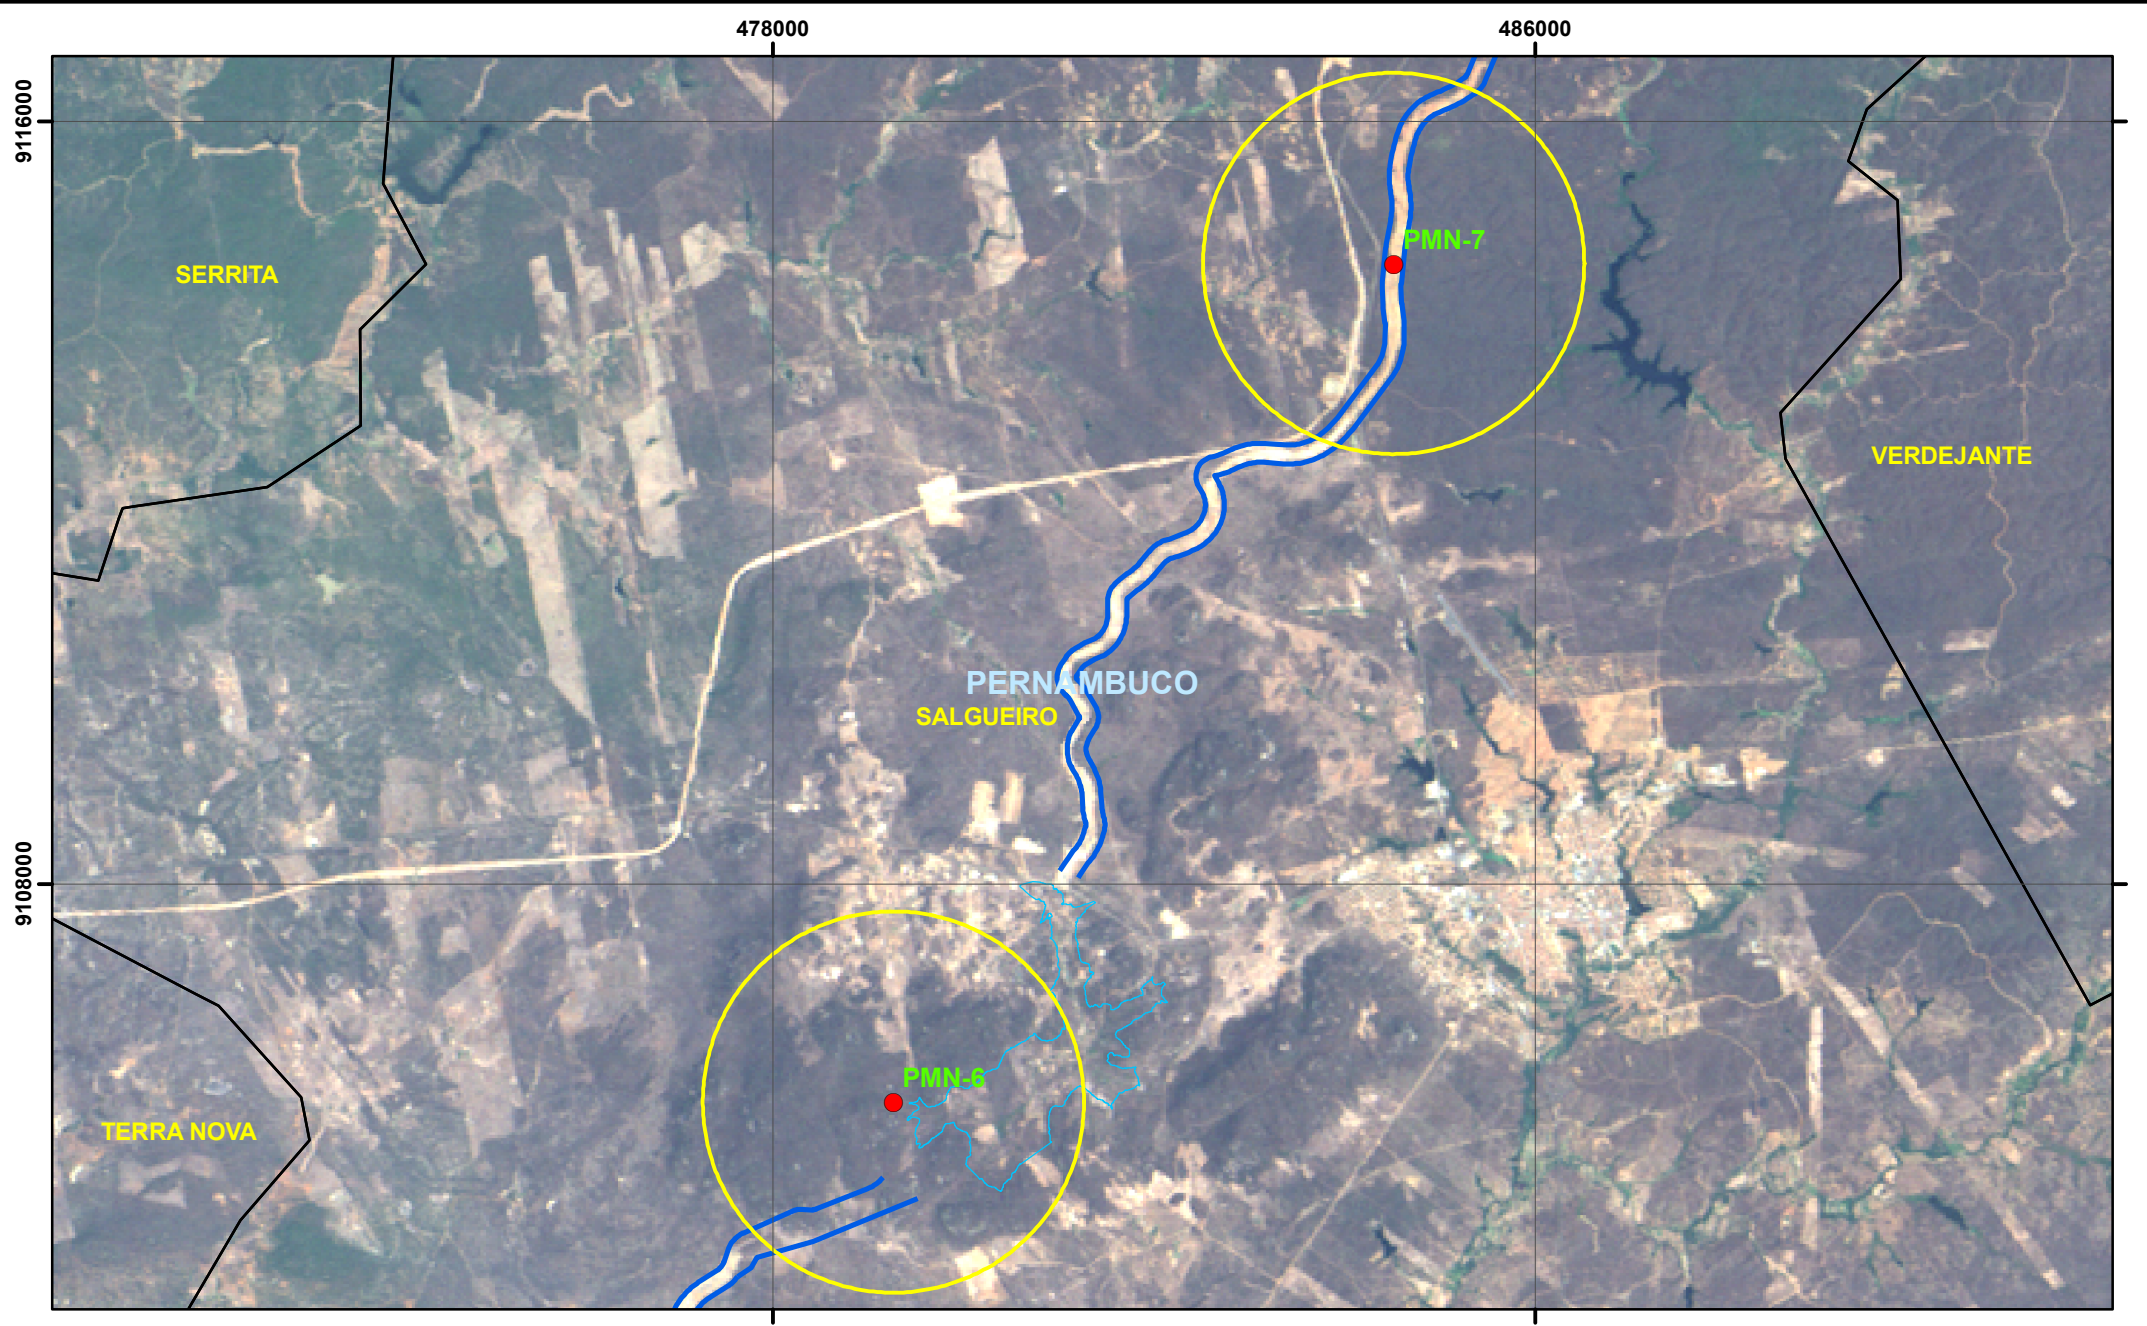 478000
486000
9116000
PMN-7
SERRITA
VERDEJANTE
PERNAMBUCO
SALGUEIRO
9108000
PMN-6
TERRA NOVA